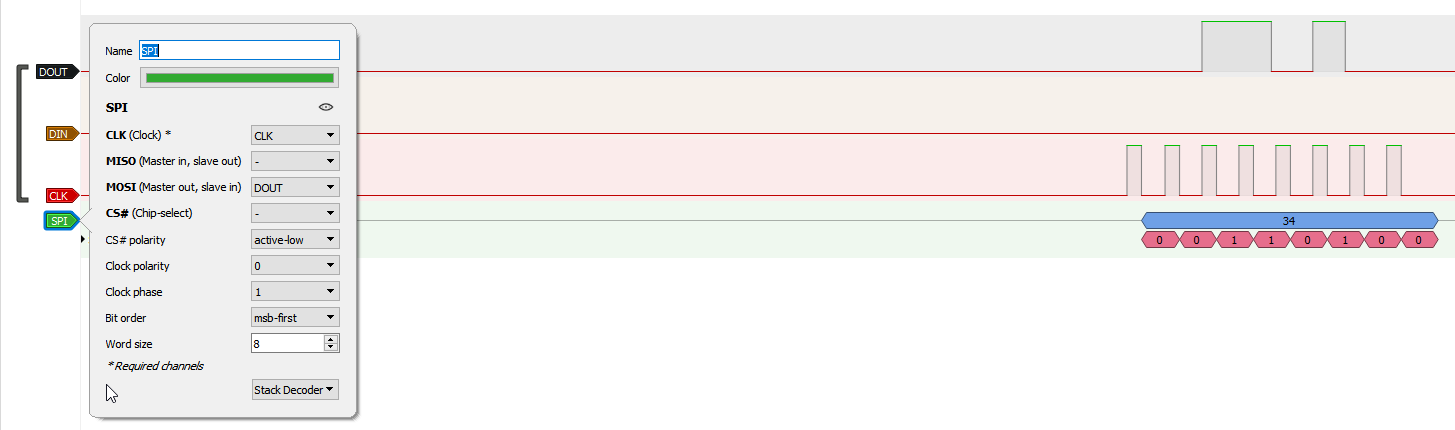 Name SPI
Color
DOUT
SPI
DIN
CLK (Clock) * CLK
MISO (Master in, slave out) -
MOSI (Master out, slave in) DOUT
CLK
CS# (Chip-select) -
SPI
34
CS# polarity active-low
0 0 1 1 0 1 0 0
Clock polarity 0
Clock phase 1
Bit order msb-first
Word size 8
* Required channels
Stack Decoder